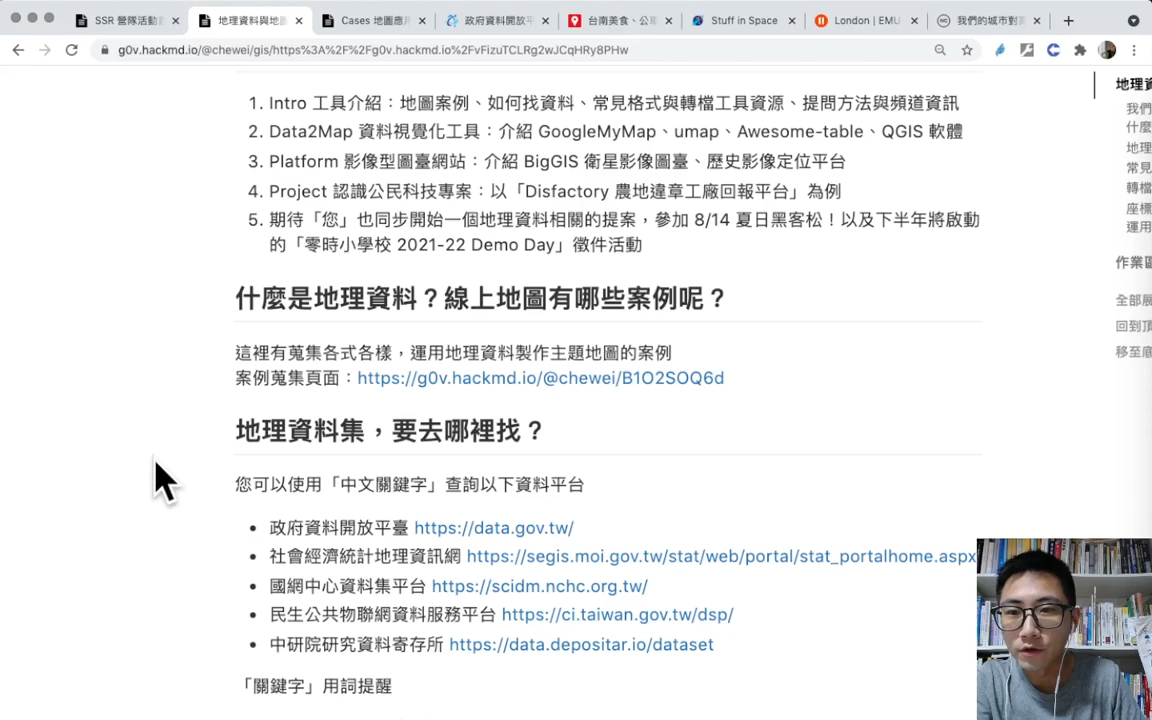 SSR 營隊活動
地理資料與地圖
Cases 地圖應用
政府資料開放平
台南美食、公車
Stuff in Space
London | EMU
我們的城市對
g0v.hackmd.io/@chewei/gis/https%3A%2F%2Fg0v.hackmd.io%2FvFizuTCLRg2wJCqHRy8PHw
1. Intro 工具介紹：地圖案例、如何找資料、常見格式與轉檔工具資源、提問方法與頻道資訊
2. Data2Map 資料視覺化工具：介紹 GoogleMyMap、umap、Awesome-table、QGIS 軟體
3. Platform 影像型圖臺網站：介紹 BigGIS 衛星影像圖臺、歷史影像定位平台
4. Project 認識公民科技專案：以「Disfactory 農地違章工廠回報平台」為例
5. 期待「您」也同步開始一個地理資料相關的提案，參加 8/14 夏日黑客松！以及下半年將啟動
的「零時小學校 2021-22 Demo Day」徵件活動
什麼是地理資料？線上地圖有哪些案例呢？
這裡有蒐集各式各樣，運用地理資料製作主題地圖的案例
案例蒐集頁面：https://g0v.hackmd.io/@chewei/B1O2SOQ6d
地理資料集，要去哪裡找？
您可以使用「中文關鍵字」查詢以下資料平台
政府資料開放平臺 https://data.gov.tw/
社會經濟統計地理資訊網 https://segis.moi.gov.tw/stat/web/portal/stat_portalhome.aspx
國網中心資料集平台 https://scidm.nchc.org.tw/
民生公共物聯網資料服務平台 https://ci.taiwan.gov.tw/dsp/
中研院研究資料寄存所 https://data.depositar.io/dataset
「關鍵字」用詞提醒
地理資
我們
什麼
地理
常見
轉檔
座標
運用
作業區
全部展
回到頂
移至底